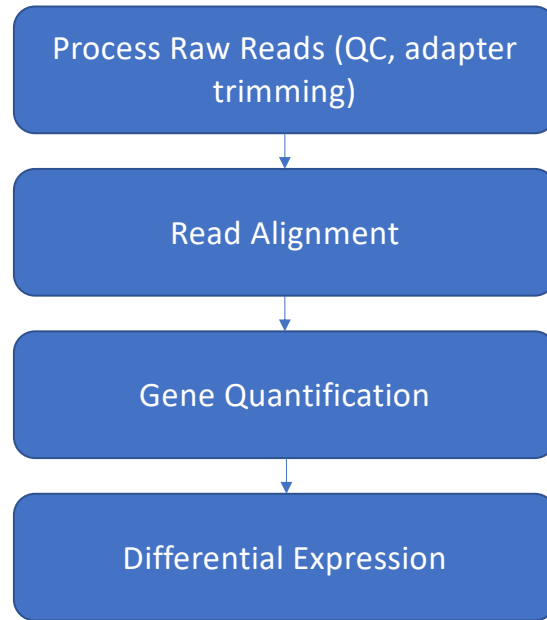 Process Raw Reads (QC, adapter
trimming)
Read Alignment
Gene Quantification
Differential Expression